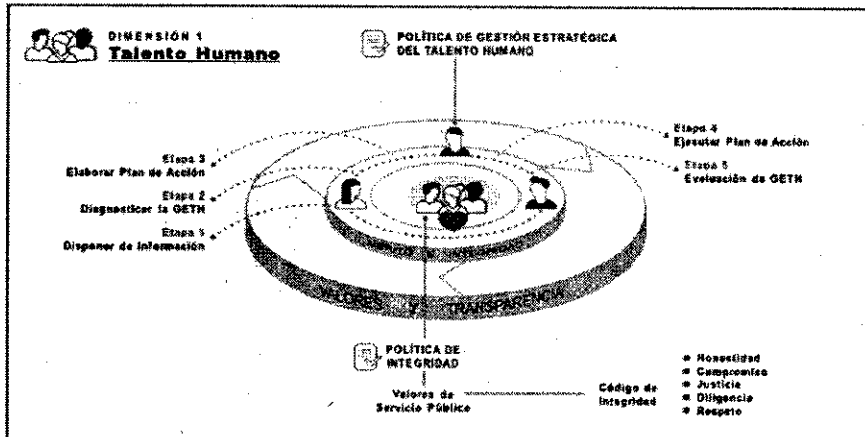 DIMENSIÓN 1
Talento Humano
POLÍTICA DE GESTIÓN ESTRATÉGICA
DEL TALENTO HUMANO
Etapa 3
Elaborar Plan de Acción
Etapa 2
Diagnosticar la GETH
Etapa 1
Disponer de Información
Etapa 4
Ejecutar Plan de Acción
Etapa 5
Evaluación de GETH
VALORES Y TRANSPARENCIA
POLÍTICA DE
INTEGRIDAD
Valores de
Servicio Público
Código de
Integridad
Honestidad
Compromiso
Justicia
Diligencia
Respeto